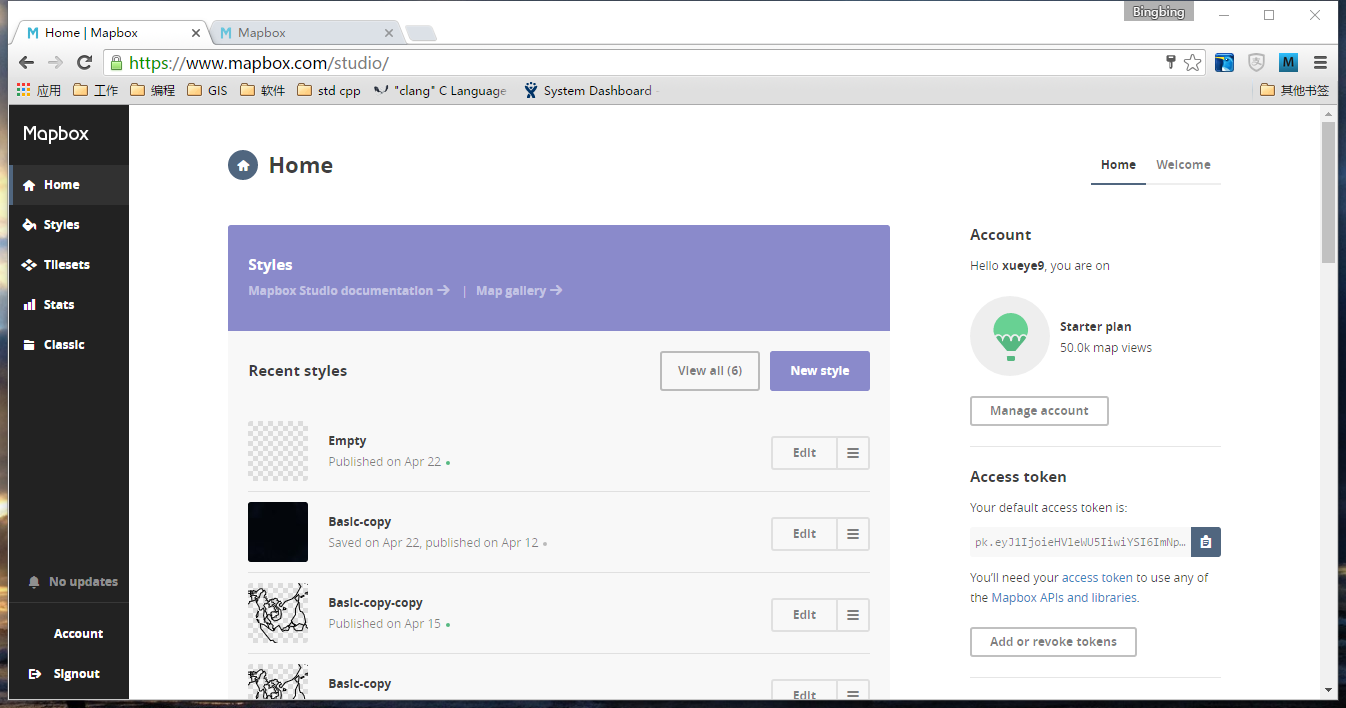 Bingbing
Home | Mapbox
Mapbox
https://www.mapbox.com/studio/
应用 工作 编程 GIS 软件 std cpp "clang" C Language System Dashboard 其他书签
Mapbox
Home
Styles
Tilesets
Stats
Classic
No updates
Account
Signout
Home
Home Welcome
Styles
Mapbox Studio documentation → | Map gallery →
Recent styles
View all (6)
New style
Empty
Published on Apr 22
Edit
Basic-copy
Saved on Apr 22, published on Apr 12
Edit
Basic-copy-copy
Published on Apr 15
Edit
Basic-copy
Edit
Account
Hello xueye9, you are on
Starter plan
50.0k map views
Manage account
Access token
Your default access token is:
pk.eyJ1IjoieHVleWU5IiwiYSI6ImNp…
You'll need your access token to use any of
the Mapbox APIs and libraries.
Add or revoke tokens